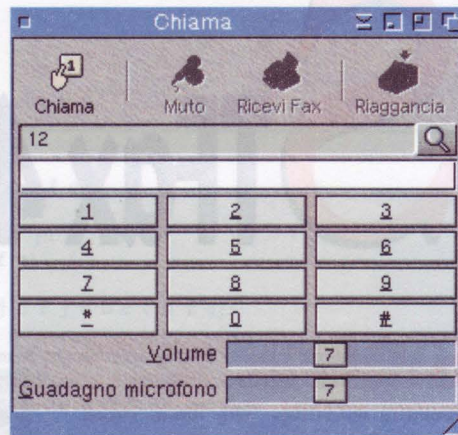 Chiama
Chiama Muto Ricevi Fax Riaggancia
12
1 2 3
4 5 6
7 8 9
* 0 #
Volume 7
Guadagno microfono 7